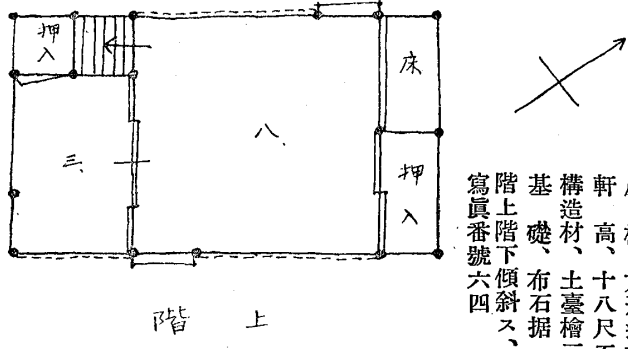 押入
床
三、
八、
押入
階上
軒高、十八尺
構造材、土臺檜
基礎、布石据
階上階下傾斜ス、
寫眞番號六四